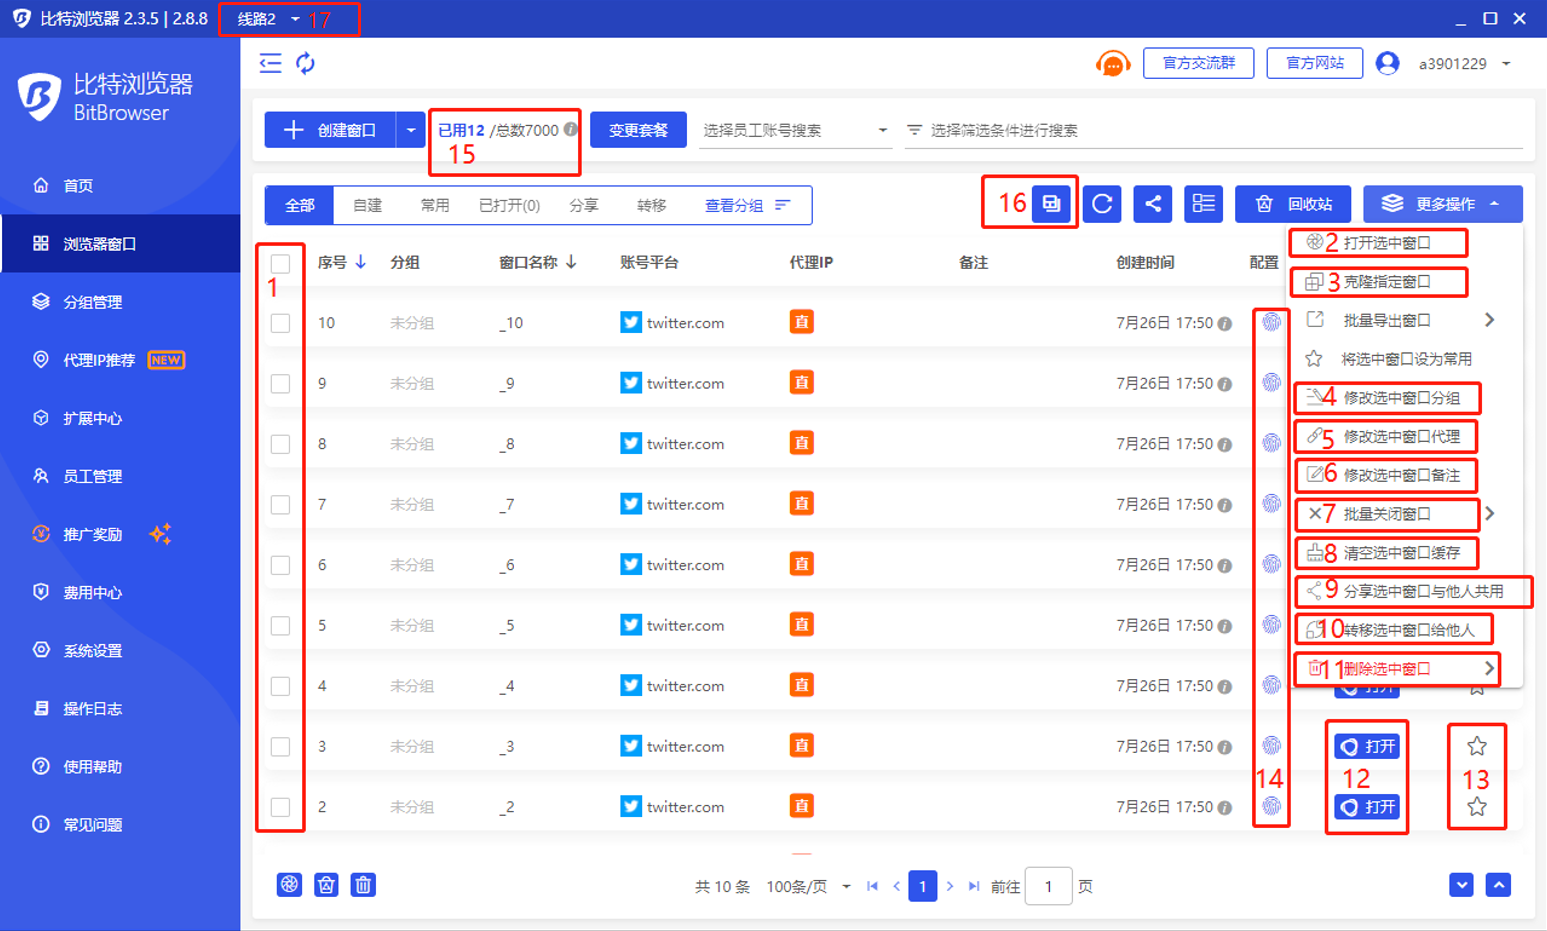 比特浏览器 2.3.5 | 2.8.8 线路2 17
比特浏览器
BitBrowser
官方交流群 官方网站 a3901229
创建窗口 已用12 /总数7000 变更套餐 选择员工账号搜索 选择筛选条件进行搜索
15
首页
浏览器窗口
分组管理
代理IP推荐 NEW
扩展中心
员工管理
推广奖励
费用中心
系统设置
操作日志
使用帮助
常见问题
全部 自建 常用 已打开(0) 分享 转移 查看分组 16 回收站 更多操作
1
序号 分组 窗口名称 账号平台 代理IP 备注 创建时间 配置
10 未分组 _10 twitter.com 直 7月26日 17:50
9 未分组 _9 twitter.com 直 7月26日 17:50
8 未分组 _8 twitter.com 直 7月26日 17:50
7 未分组 _7 twitter.com 直 7月26日 17:50
6 未分组 _6 twitter.com 直 7月26日 17:50
5 未分组 _5 twitter.com 直 7月26日 17:50
4 未分组 _4 twitter.com 直 7月26日 17:50
3 未分组 _3 twitter.com 直 7月26日 17:50 打开
14 12 13
2 未分组 _2 twitter.com 直 7月26日 17:50 打开
2 打开选中窗口
3 克隆指定窗口
批量导出窗口
将选中窗口设为常用
4 修改选中窗口分组
5 修改选中窗口代理
6 修改选中窗口备注
7 批量关闭窗口
8 清空选中窗口缓存
9 分享选中窗口与他人共用
10 转移选中窗口给他人
11 删除选中窗口
共 10 条 100条/页 1 前往 1 页